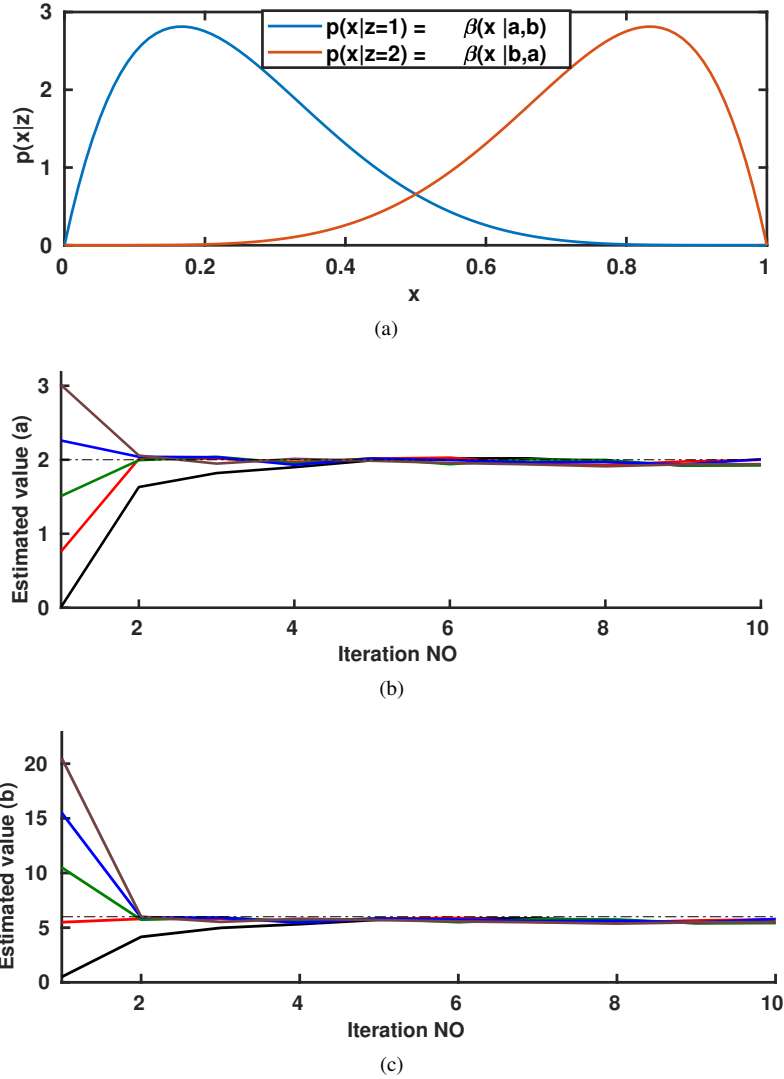 3
2
1
0
p(x|z)
p(x|z=1) = β(x |a,b)
p(x|z=2) = β(x |b,a)
0 0.2 0.4 0.6 0.8 1
x
(a)
3
2
1
0
Estimated value (a)
2 4 6 8 10
Iteration NO
(b)
20
15
10
5
0
Estimated value (b)
2 4 6 8 10
Iteration NO
(c)